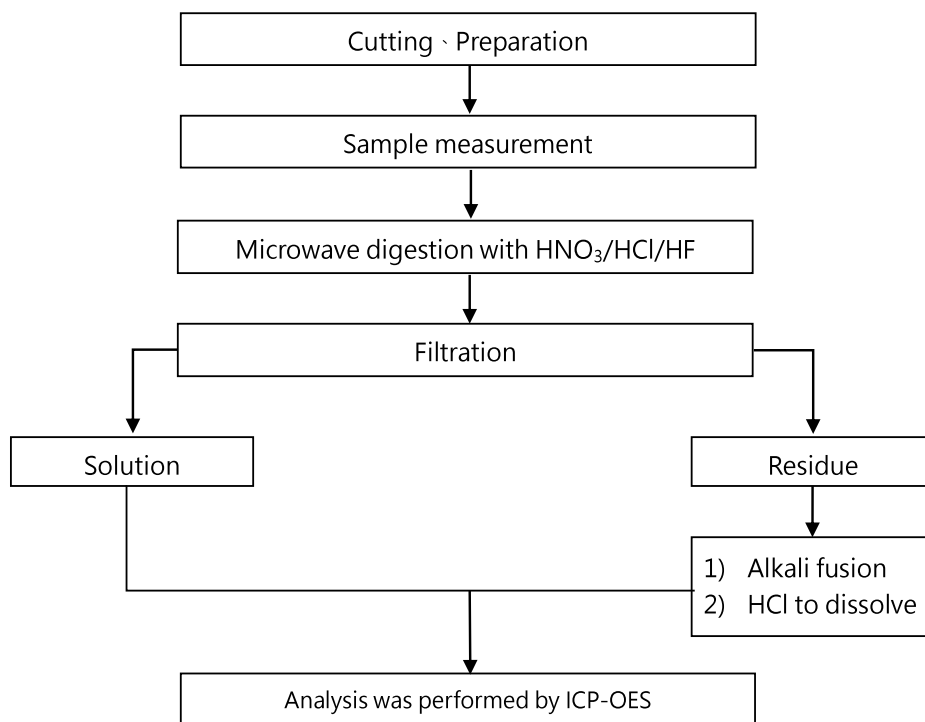 Cutting、Preparation
Sample measurement
Microwave digestion with HNO₃/HCl/HF
Filtration
Solution
Residue
1) Alkali fusion
2) HCl to dissolve
Analysis was performed by ICP-OES